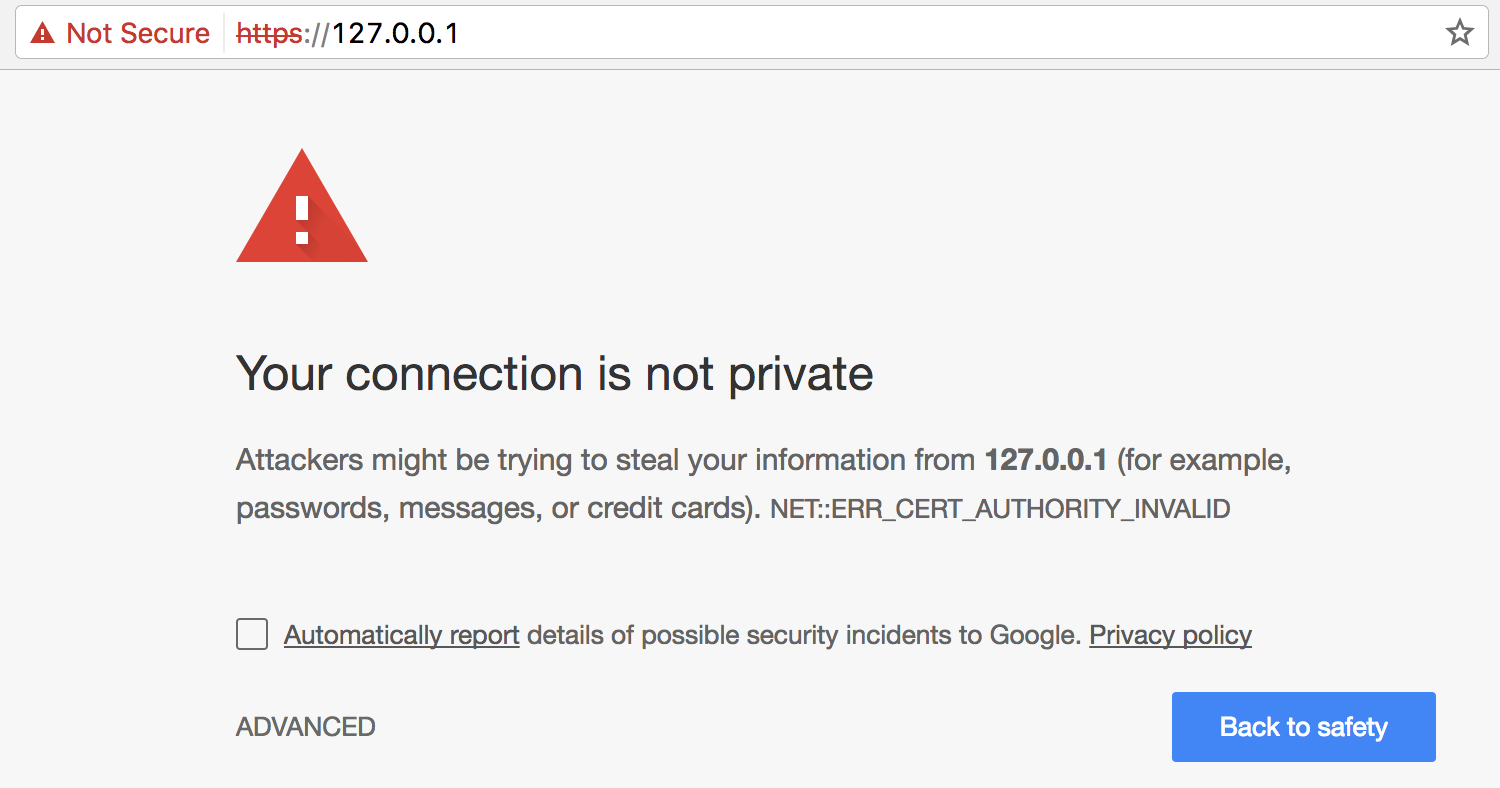 Not Secure https://127.0.0.1
Your connection is not private
Attackers might be trying to steal your information from 127.0.0.1 (for example,
passwords, messages, or credit cards). NET::ERR_CERT_AUTHORITY_INVALID
Automatically report details of possible security incidents to Google. Privacy policy
ADVANCED
Back to safety